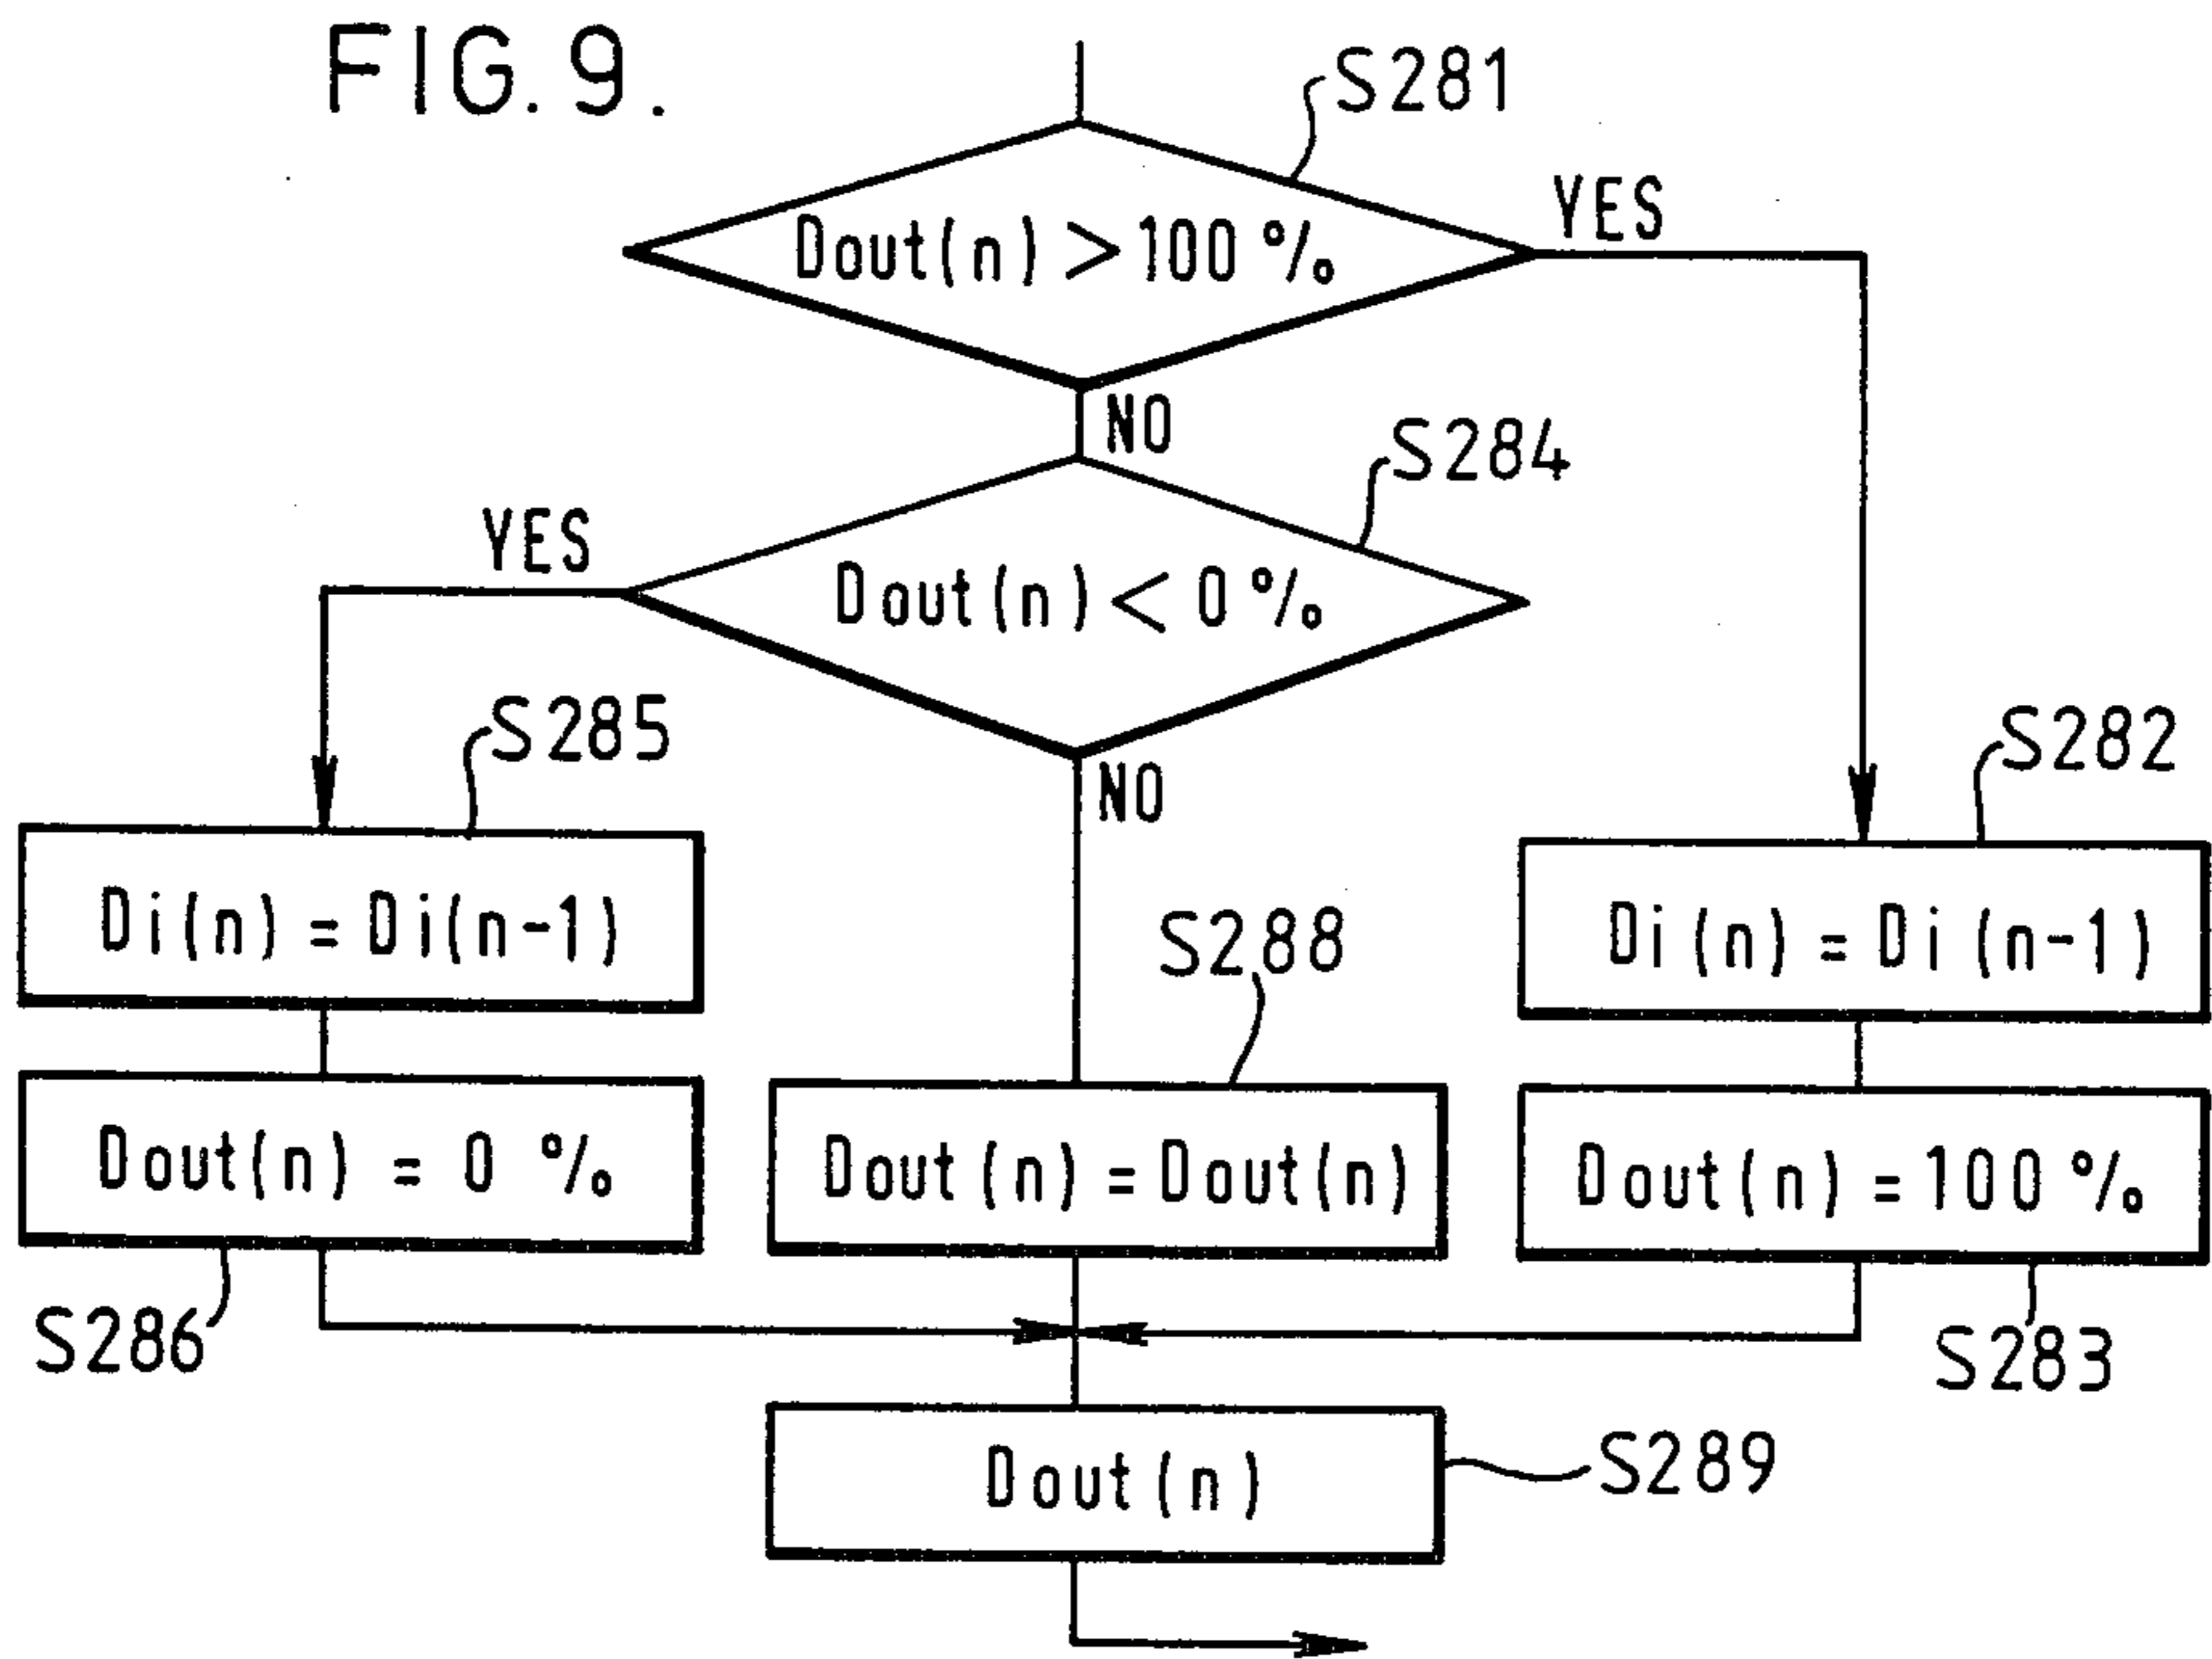 FIG. 9.
S281
Dout(n) > 100 %
YES
NO
S284
YES
Dout(n) < 0 %
NO
S285
S282
Di(n) = Di(n-1)
Di(n) = Di(n-1)
S288
Dout(n) = 0 %
Dout(n) = Dout(n)
Dout(n) = 100 %
S286
S283
Dout(n)
S289